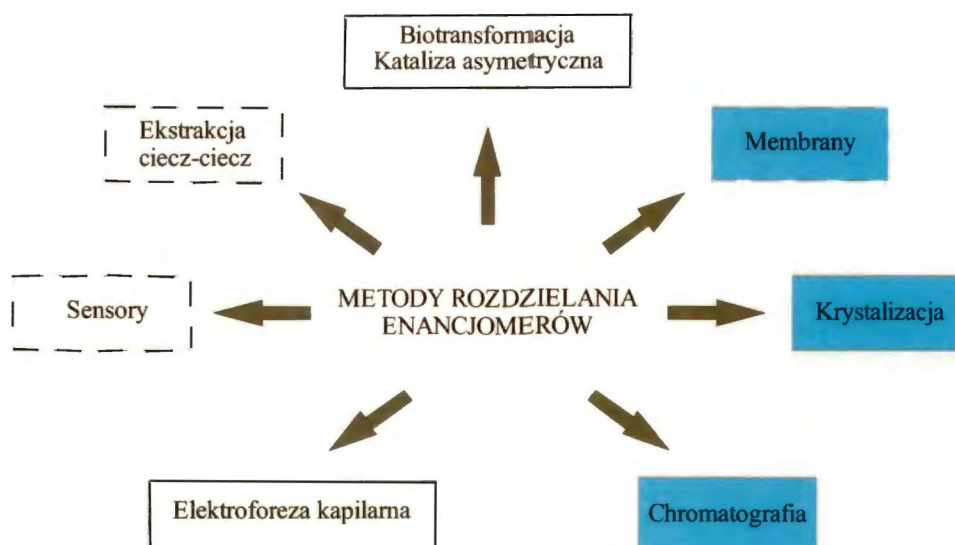 Biotransformacja
Kataliza asymetryczna
Ekstrakcja
ciecz-ciecz
Membrany
Sensory
METODY ROZDZIELANIA
ENANCJOMERÓW
Krystalizacja
Elektroforeza kapilarna
Chromatografia